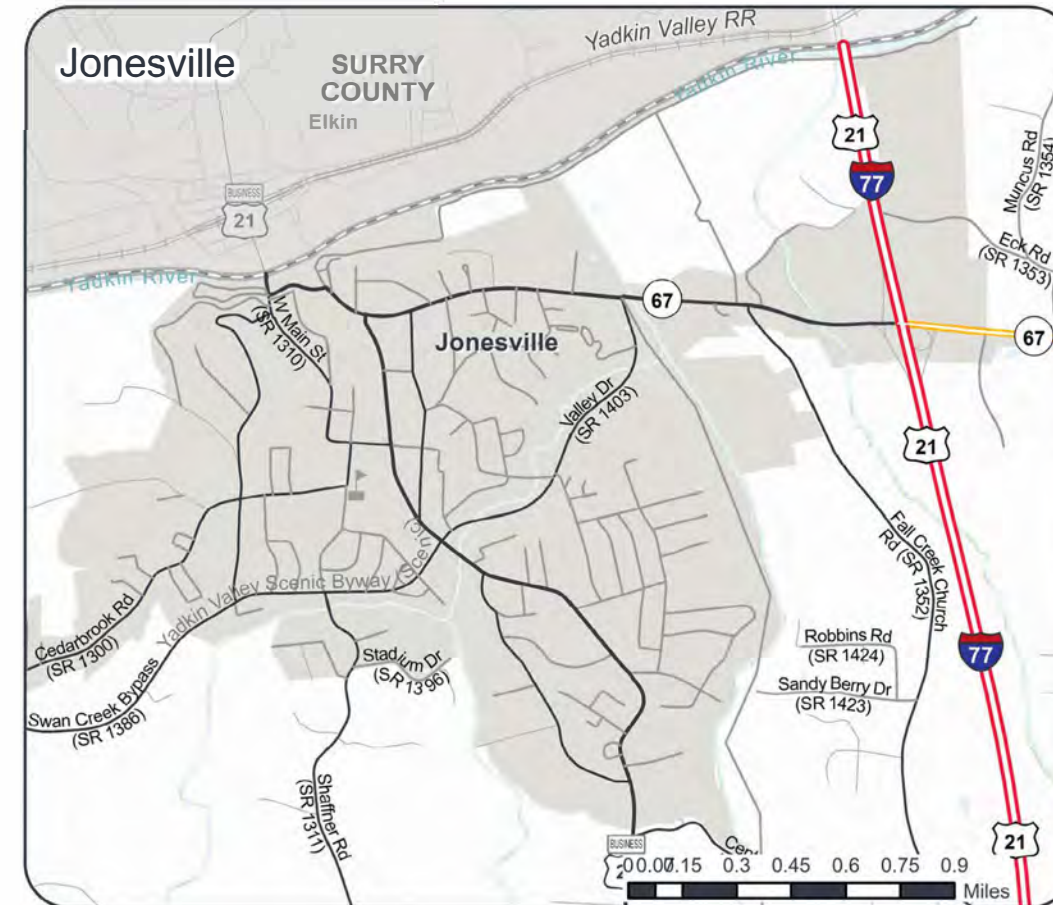 Jonesville
SURRY
COUNTY
Elkin
Yadkin Valley RR
Yadkin River
21
77
Muncus Rd
(SR 1354)
BUSINESS
21
Eck Rd
(SR 1353)
Yadkin River
67
67
W Main St
(SR 1310)
Jonesville
Valley Dr
(SR 1403)
21
Fall Creek Church
Rd (SR 1352)
Yadkin Valley Scenic Byway (Scenic)
Cedarbrook Rd
(SR 1300)
Robbins Rd
(SR 1424)
77
Stadium Dr
(SR 1396)
Sandy Berry Dr
(SR 1423)
Swan Creek Bypass
(SR 1386)
Shaffner Rd
(SR 1311)
21
BUSINESS
0 0.07 0.15 0.3 0.45 0.6 0.75 0.9
Miles